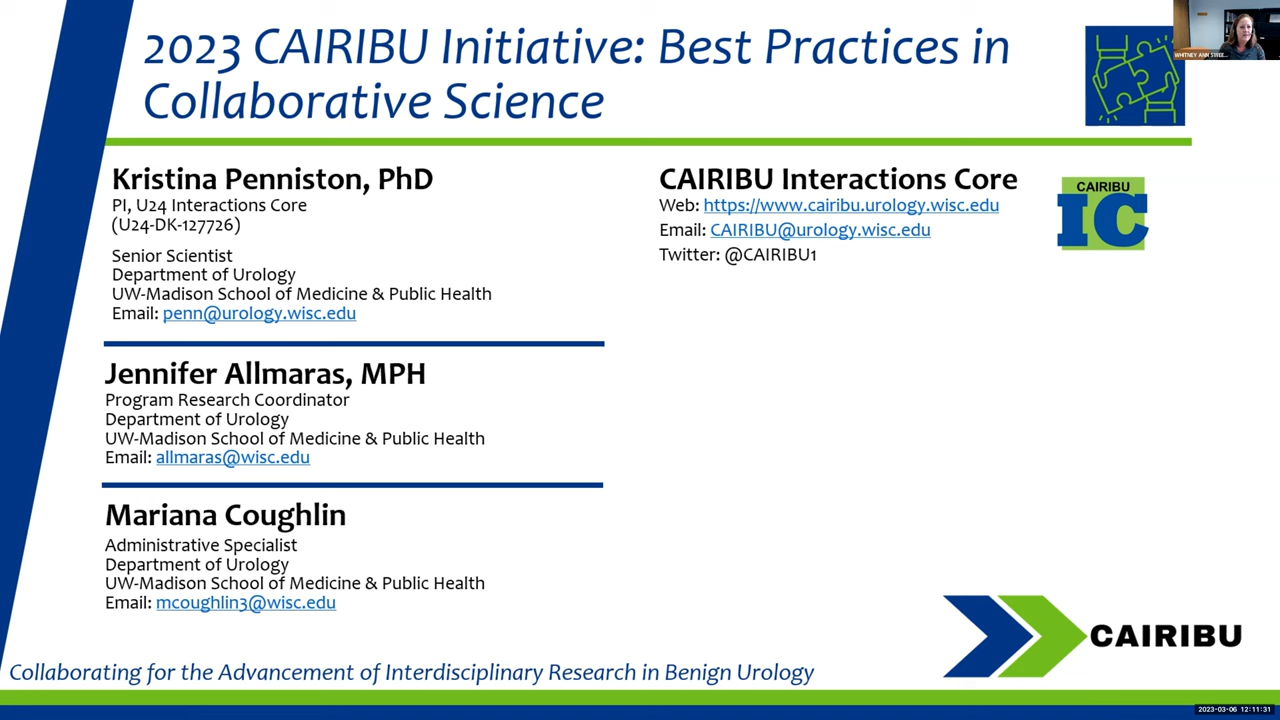 2023 CAIRIBU Initiative: Best Practices in
Collaborative Science
WHITNEY ANN SWEE...
Kristina Penniston, PhD
PI, U24 Interactions Core
(U24-DK-127726)
Senior Scientist
Department of Urology
UW-Madison School of Medicine & Public Health
Email: penn@urology.wisc.edu
Jennifer Allmaras, MPH
Program Research Coordinator
Department of Urology
UW-Madison School of Medicine & Public Health
Email: allmaras@wisc.edu
Mariana Coughlin
Administrative Specialist
Department of Urology
UW-Madison School of Medicine & Public Health
Email: mcoughlin3@wisc.edu
CAIRIBU Interactions Core
Web: https://www.cairibu.urology.wisc.edu
Email: CAIRIBU@urology.wisc.edu
Twitter: @CAIRIBU1
CAIRIBU
IC
CAIRIBU
Collaborating for the Advancement of Interdisciplinary Research in Benign Urology
2023-03-06 12:11:31